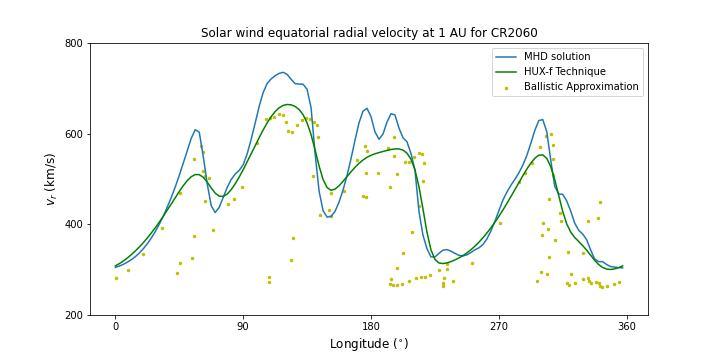 Solar wind equatorial radial velocity at 1 AU for CR2060
800
600
400
200
v_r (km/s)
MHD solution
HUX-f Technique
Ballistic Approximation
0 90 180 270 360
Longitude (°)